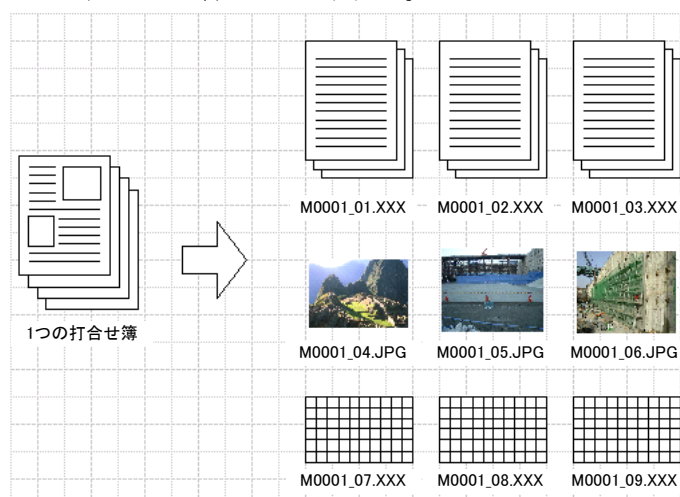 M0001_01.XXX
M0001_02.XXX
M0001_03.XXX
1つの打合せ簿
M0001_04.JPG
M0001_05.JPG
M0001_06.JPG
M0001_07.XXX
M0001_08.XXX
M0001_09.XXX